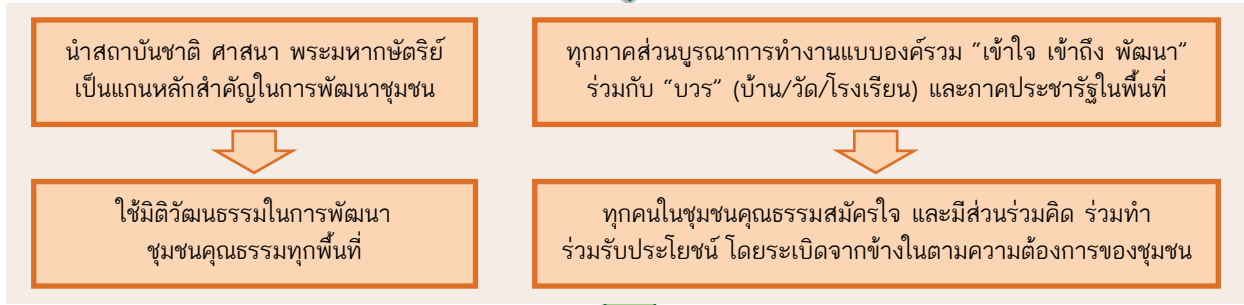 นำสถาบันชาติ ศาสนา พระมหากษัตริย์
เป็นแกนหลักสำคัญในการพัฒนาชุมชน
ทุกภาคส่วนบูรณาการทำงานแบบองค์รวม “เข้าใจ เข้าถึง พัฒนา”
ร่วมกับ “บวร” (บ้าน/วัด/โรงเรียน) และภาคประชารัฐในพื้นที่
ใช้มิติวัฒนธรรมในการพัฒนา
ชุมชนคุณธรรมทุกพื้นที่
ทุกคนในชุมชนคุณธรรมสมัครใจ และมีส่วนร่วมคิด ร่วมทำ
ร่วมรับประโยชน์ โดยระเบิดจากข้างในตามความต้องการของชุมชน